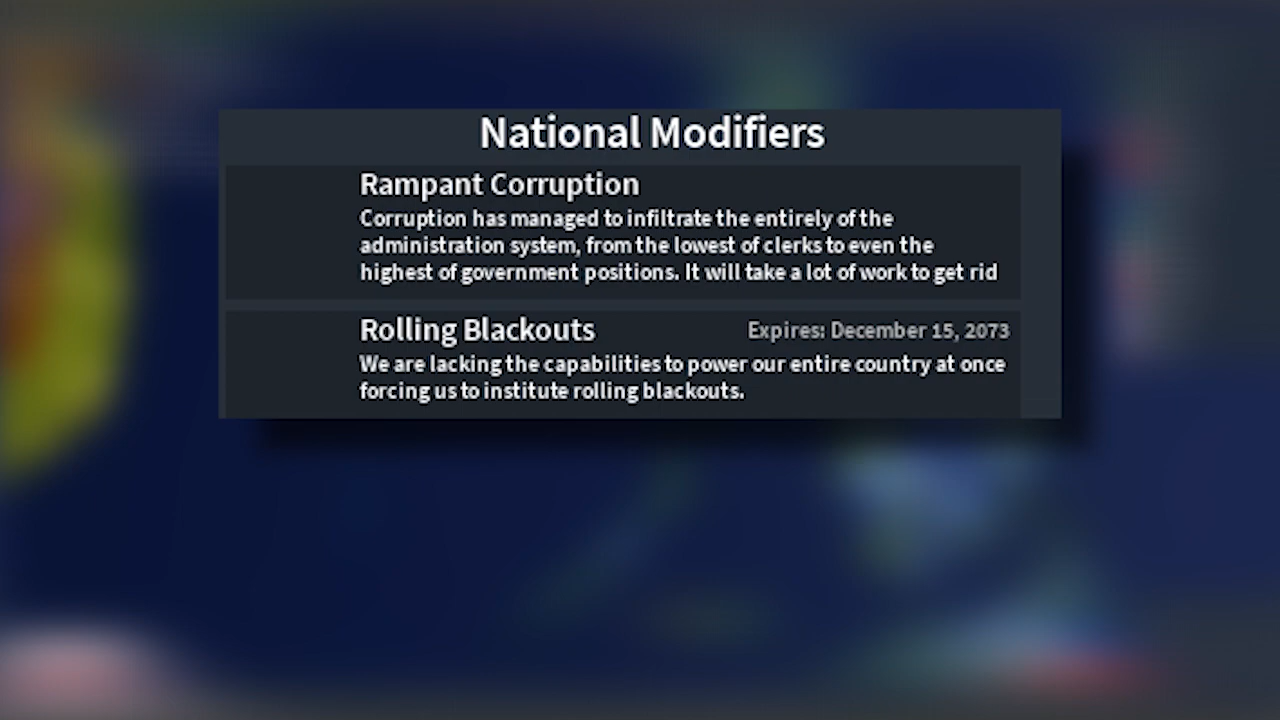 National Modifiers
Rampant Corruption
Corruption has managed to infiltrate the entirely of the
administration system, from the lowest of clerks to even the
highest of government positions. It will take a lot of work to get rid
Rolling Blackouts
Expires: December 15, 2073
We are lacking the capabilities to power our entire country at once
forcing us to institute rolling blackouts.